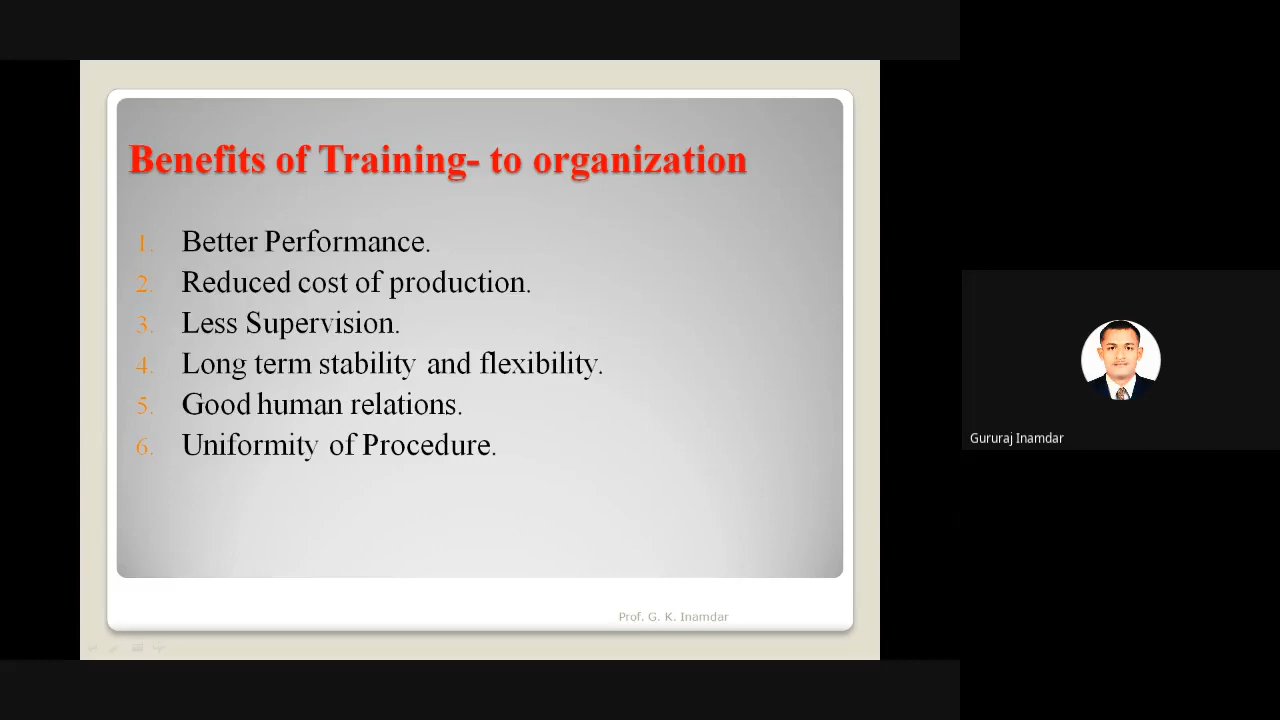 Benefits of Training- to organization
1. Better Performance.
2. Reduced cost of production.
3. Less Supervision.
4. Long term stability and flexibility.
5. Good human relations.
6. Uniformity of Procedure.
Prof. G. K. Inamdar
Gururaj Inamdar